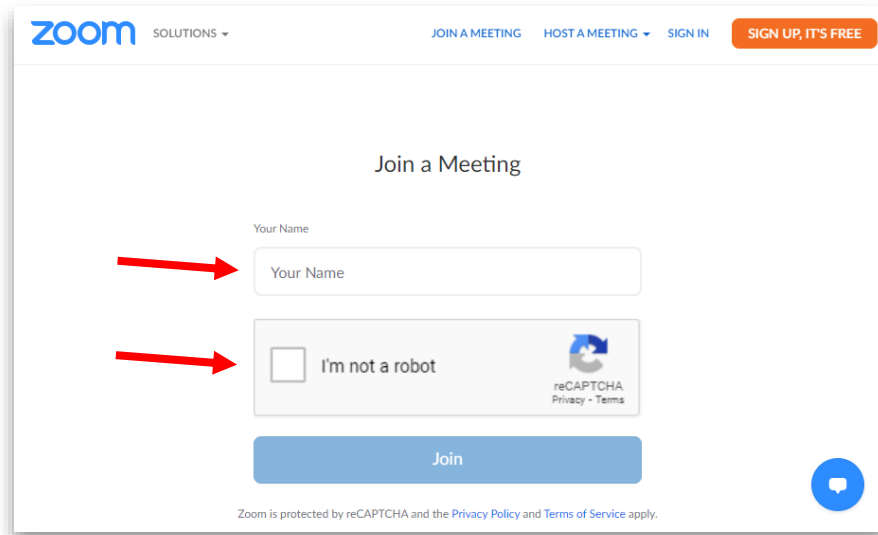 zoom SOLUTIONS JOIN A MEETING HOST A MEETING SIGN IN SIGN UP, IT'S FREE
Join a Meeting
Your Name
Your Name
I'm not a robot
reCAPTCHA
Privacy - Terms
Join
Zoom is protected by reCAPTCHA and the Privacy Policy and Terms of Service apply.